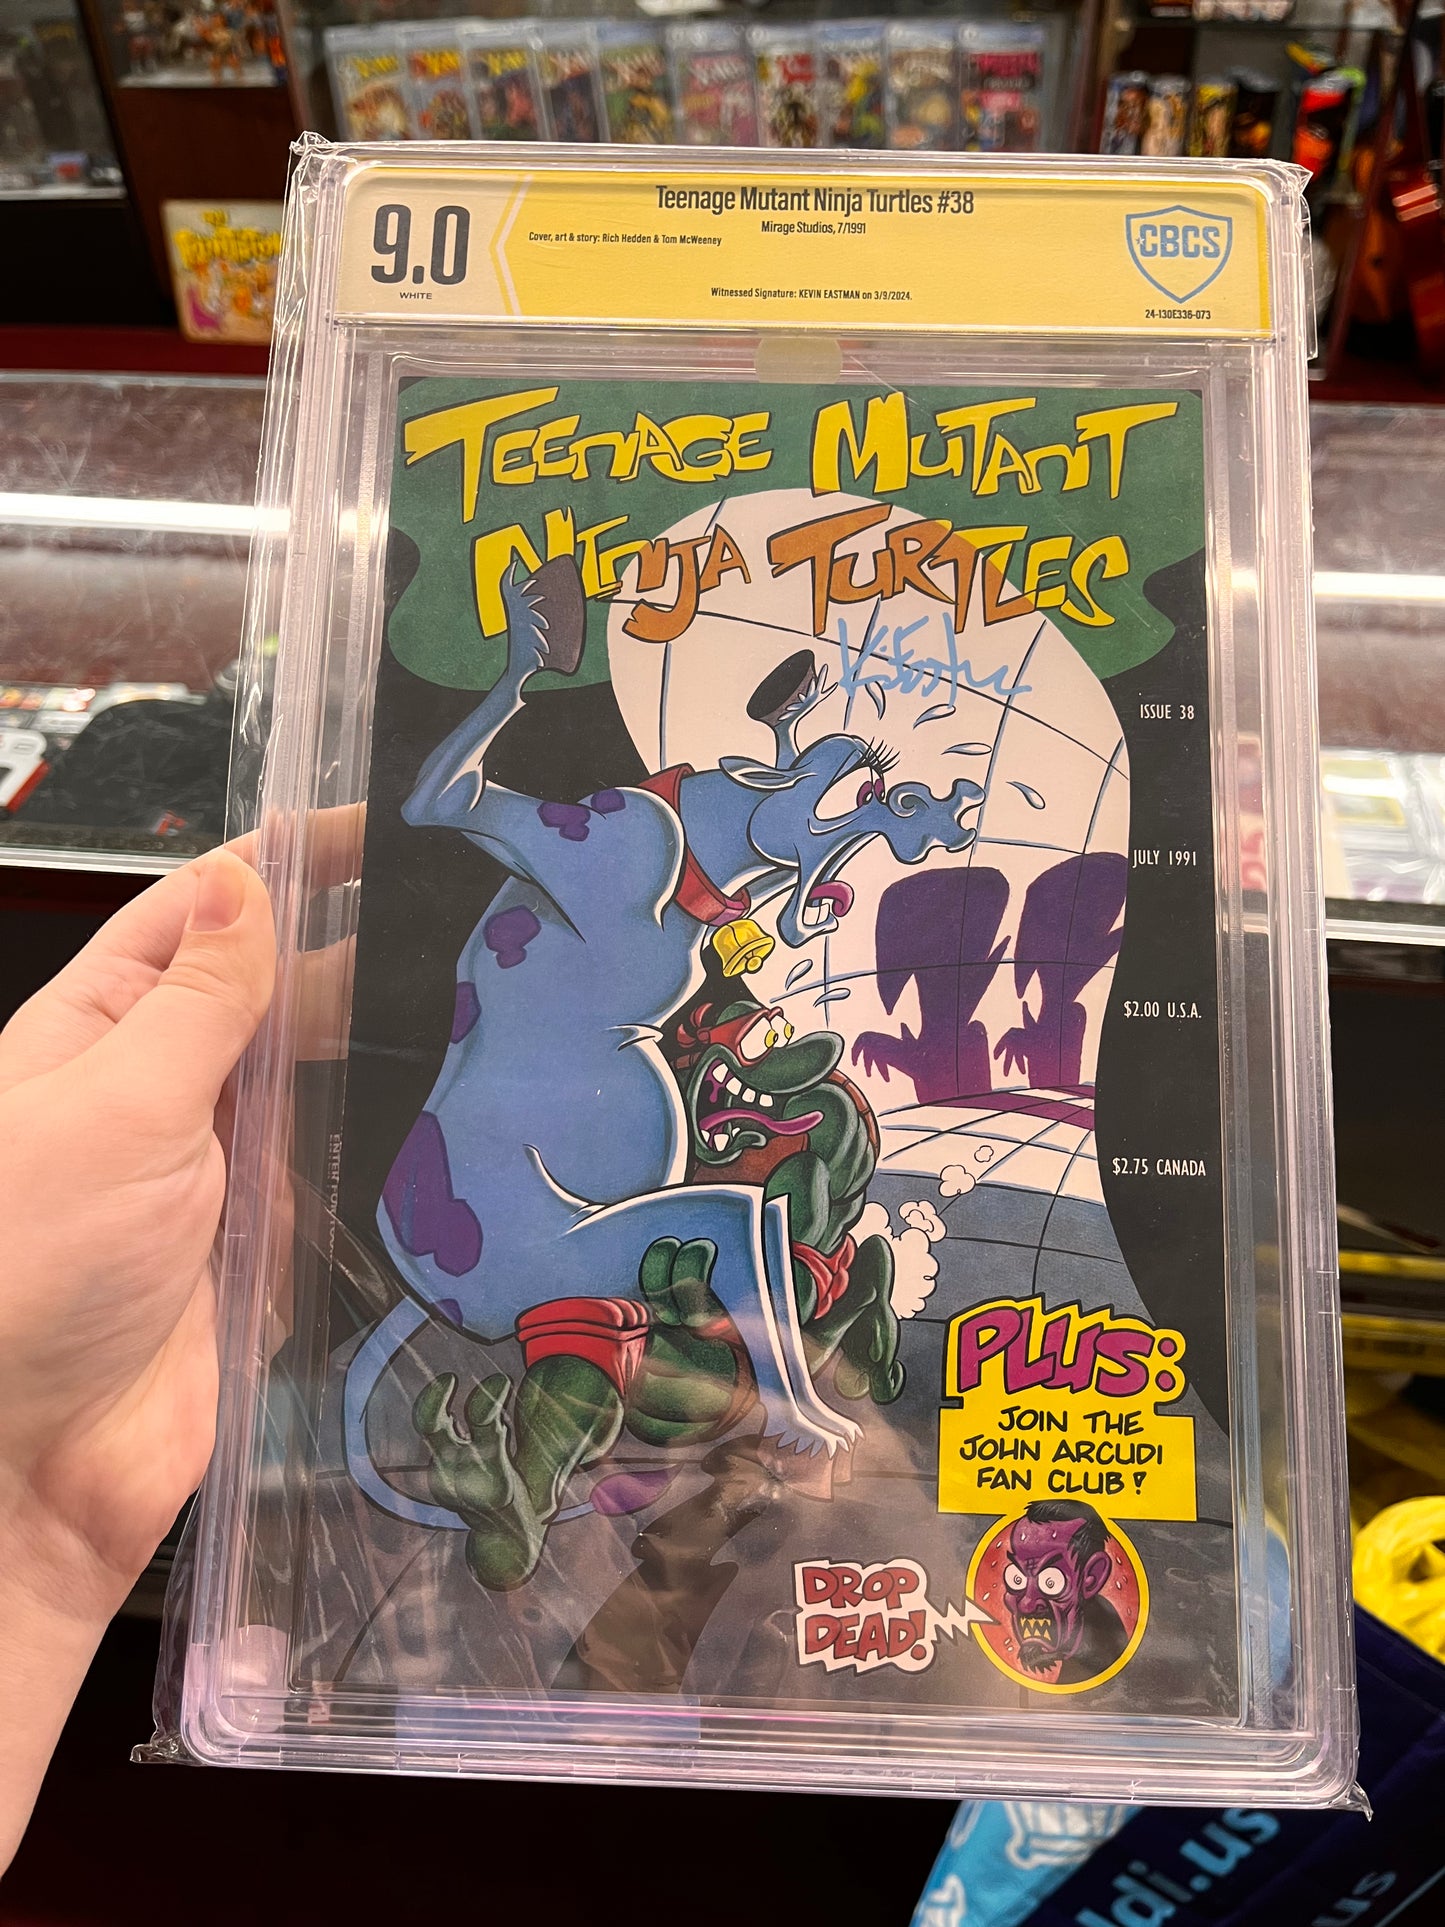 9.0
WHITE
Teenage Mutant Ninja Turtles #38
Mirage Studios, 7/1991
Cover, art & story: Rich Hedden & Tom McWeeney
Witnessed Signature: KEVIN EASTMAN on 3/9/2024.
CBCS
24-130E336-073
TEENAGE MUTANT
NINJA TURTLES
ISSUE 38
JULY 1991
$2.00 U.S.A.
$2.75 CANADA
PLUS:
JOIN THE
JOHN ARCUDI
FAN CLUB!
DROP
DEAD!